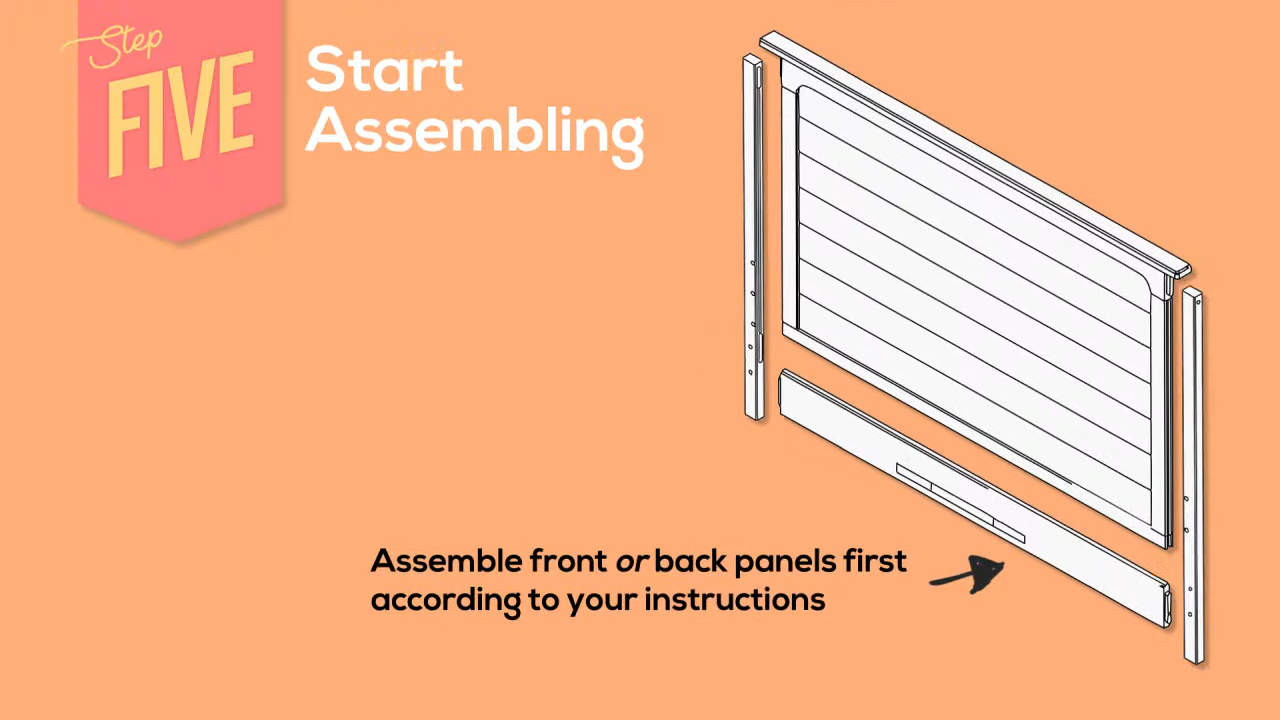 Step
FIVE
Start
Assembling
Assemble front or back panels first
according to your instructions